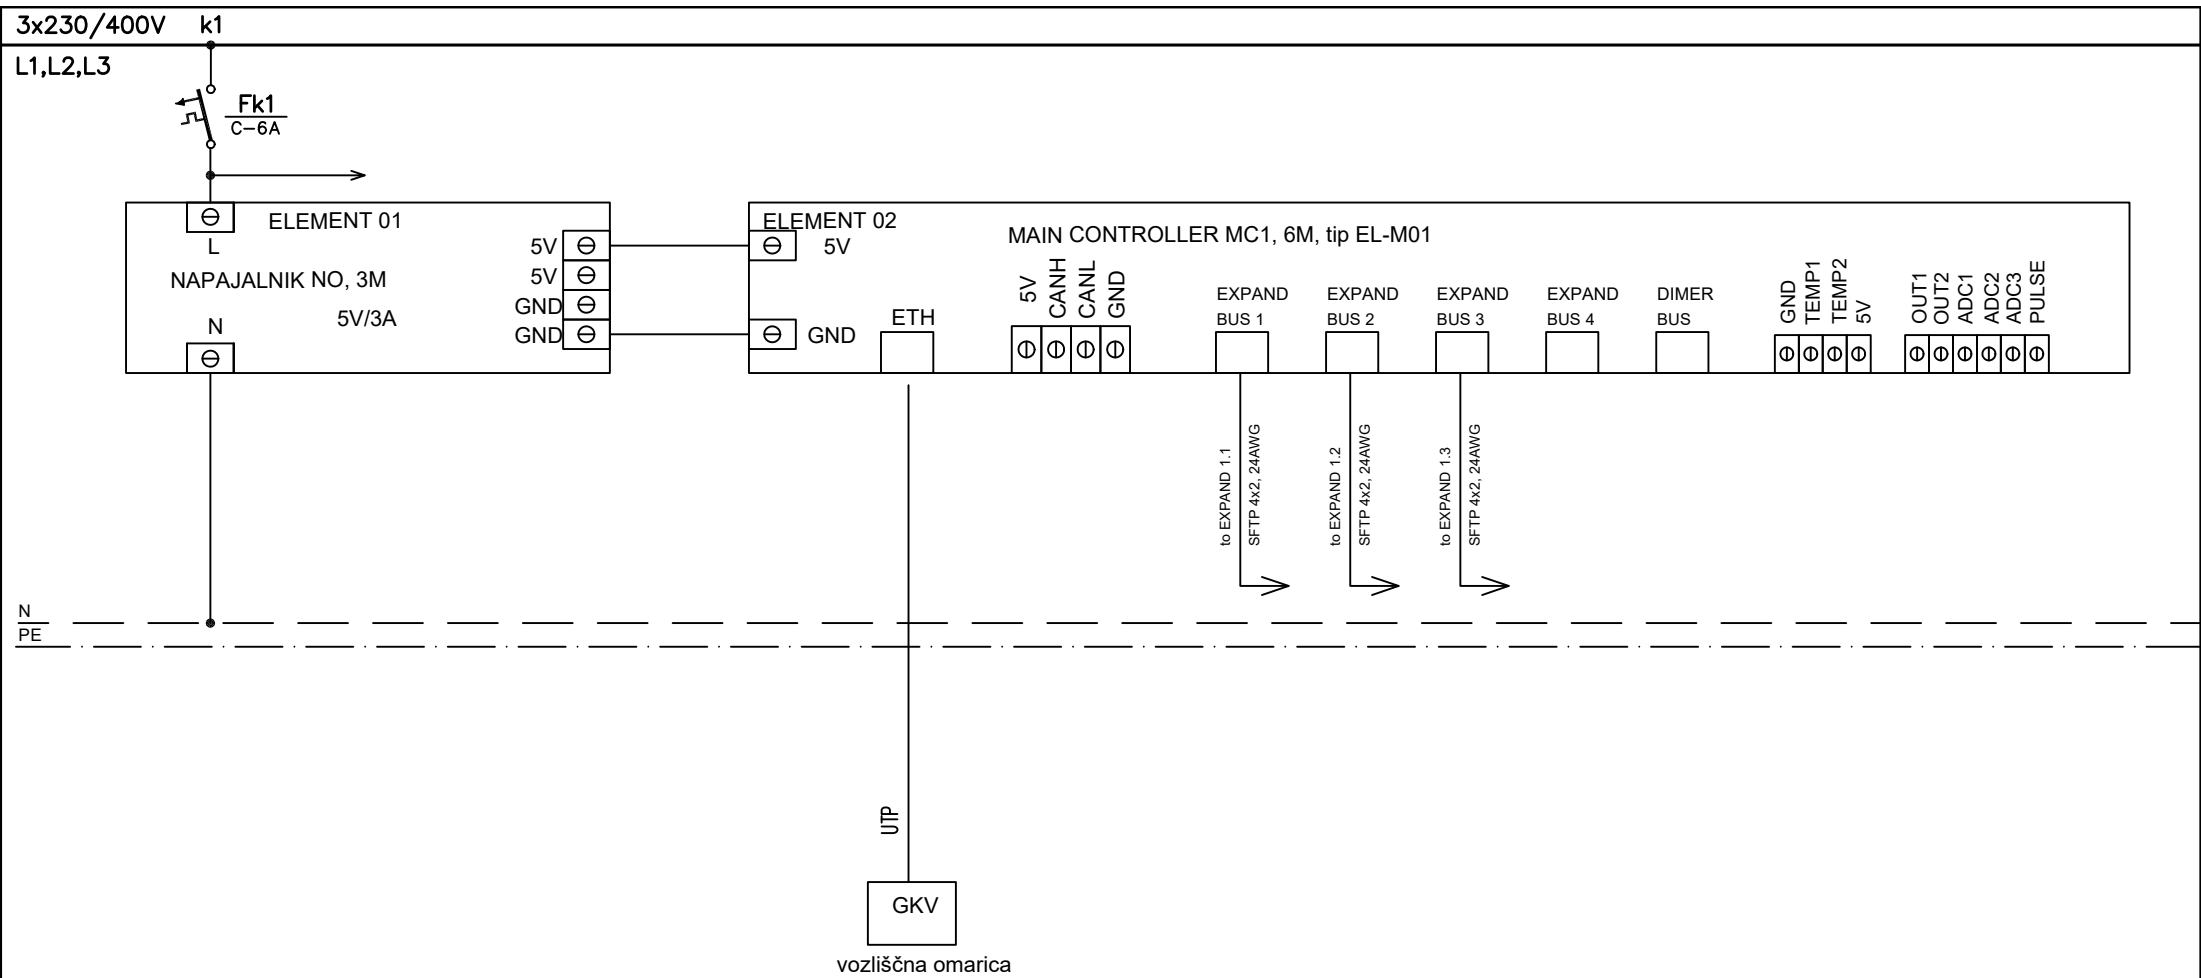 3x230/400V k1
L1,L2,L3
Fk1
C-6A
ELEMENT 01
L
NAPAJALNIK NO, 3M
5V/3A
N
5V
5V
GND
GND
ELEMENT 02
5V
GND
MAIN CONTROLLER MC1, 6M, tip EL-M01
ETH
5V
CANH
CANL
GND
EXPAND
BUS 1
EXPAND
BUS 2
EXPAND
BUS 3
EXPAND
BUS 4
DIMER
BUS
GND
TEMP1
TEMP2
5V
OUT1
OUT2
ADC1
ADC2
ADC3
PULSE
to EXPAND 1.1
SFTP 4x2, 24AWG
to EXPAND 1.2
SFTP 4x2, 24AWG
to EXPAND 1.3
SFTP 4x2, 24AWG
N
PE
UTP
GKV
vozliščna omarica